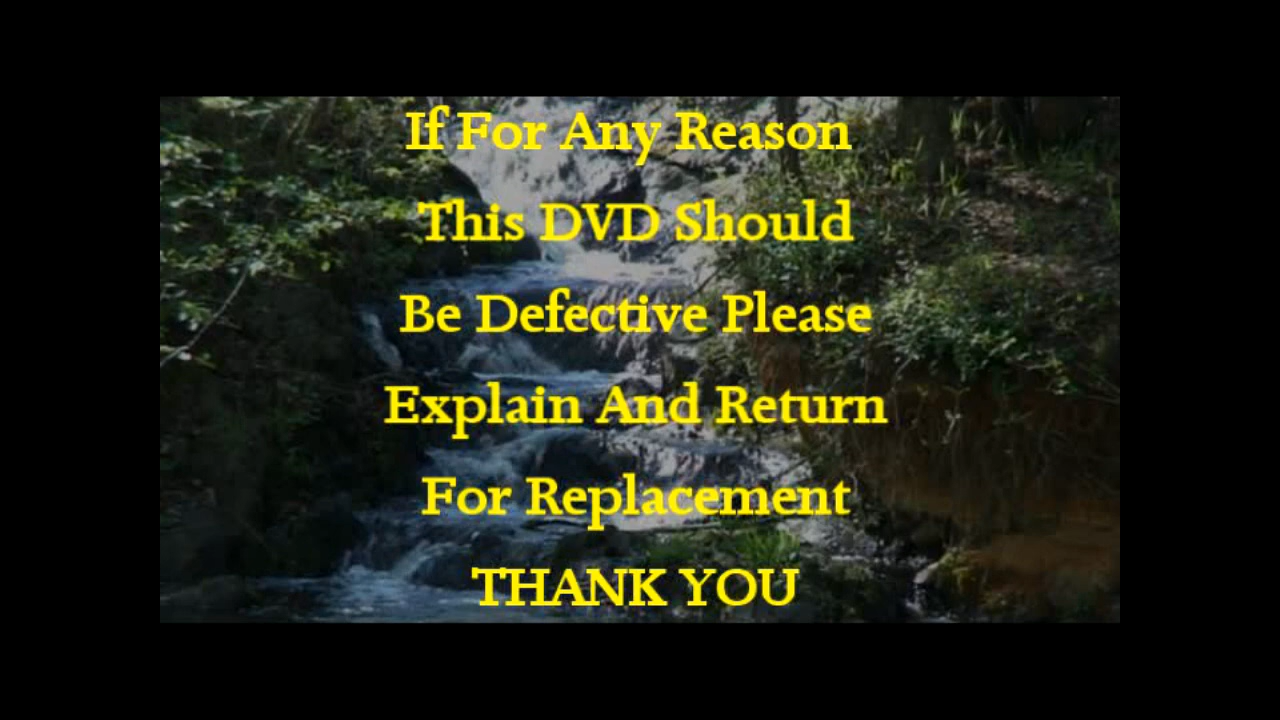 If For Any Reason
This DVD Should
Be Defective Please
Explain And Return
For Replacement
THANK YOU